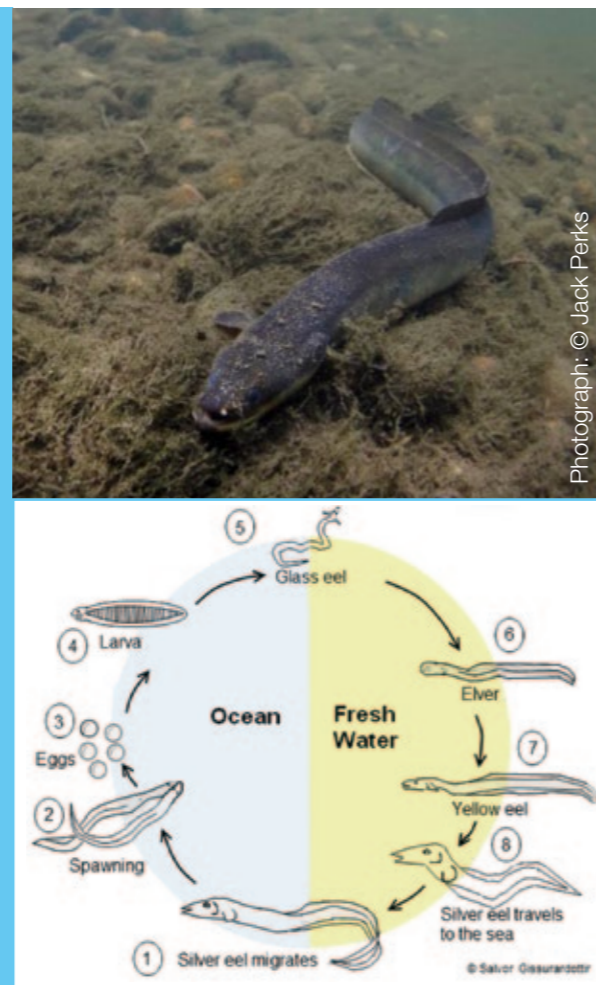 Photograph: © Jack Perks
5
Glass eel
6
Elver
4
Larva
Ocean
Fresh
Water
3
Eggs
7
Yellow eel
2
Spawning
8
Silver eel travels
to the sea
1
Silver eel migrates
© Salvor Gissurardottir